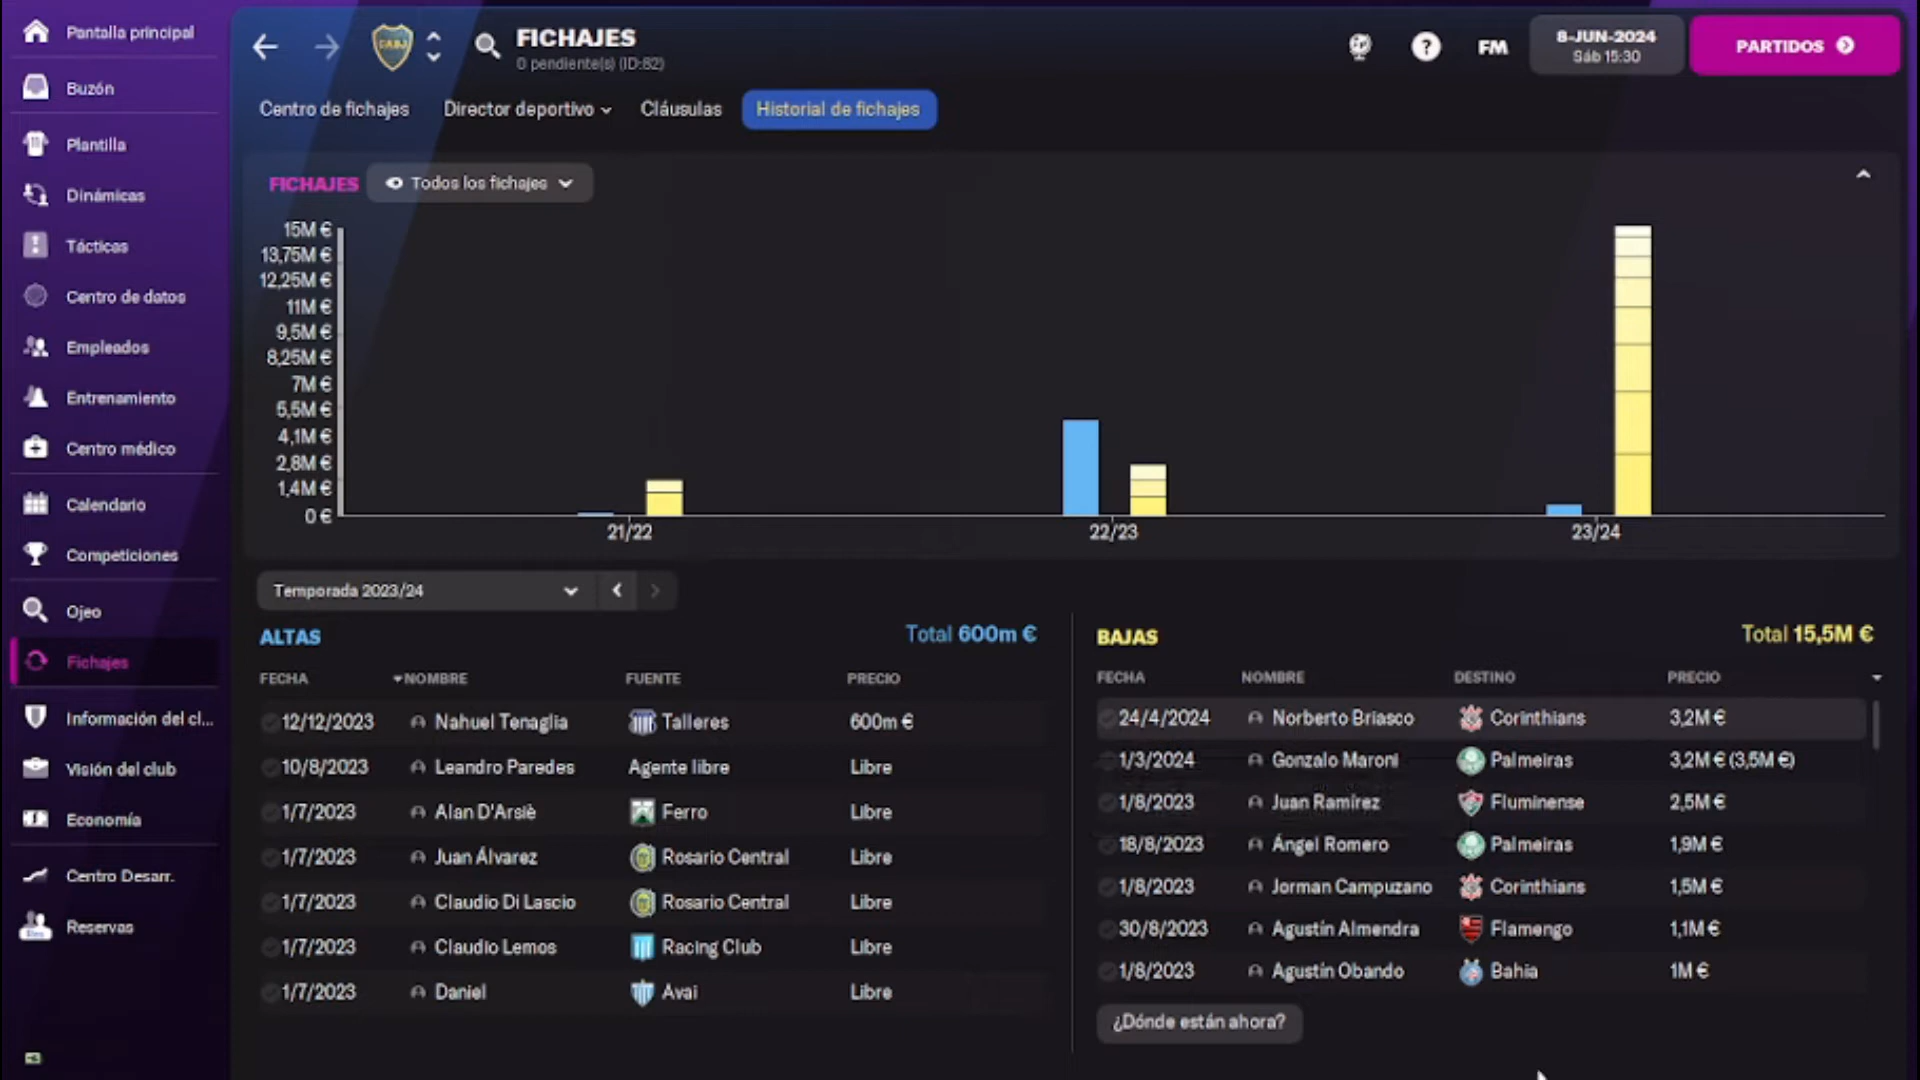 Pantalla principal
Buzón
Plantilla
Dinámicas
Tácticas
Centro de datos
Empleados
Entrenamiento
Centro médico
Calendario
Competiciones
Ojeo
Fichajes
Información del cl...
Visión del club
Economía
Centro Desarr.
Reservas
FICHAJES
0 pendiente(s) (ID:82)
FM
8-JUN-2024
Sáb 15:30
PARTIDOS
Centro de fichajes Director deportivo Cláusulas Historial de fichajes
FICHAJES Todos los fichajes
15M €
13,75M €
12,25M €
11M €
9,5M €
8,25M €
7M €
5,5M €
4,1M €
2,8M €
1,4M €
0 €
21/22 22/23 23/24
Temporada 2023/24
ALTAS Total 600m €
FECHA NOMBRE FUENTE PRECIO
12/12/2023 Nahuel Tenaglia Talleres 600m €
10/8/2023 Leandro Paredes Agente libre Libre
1/7/2023 Alan D'Arsiè Ferro Libre
1/7/2023 Juan Álvarez Rosario Central Libre
1/7/2023 Claudio Di Lascio Rosario Central Libre
1/7/2023 Claudio Lemos Racing Club Libre
1/7/2023 Daniel Avai Libre
BAJAS Total 15,5M €
FECHA NOMBRE DESTINO PRECIO
24/4/2024 Norberto Briasco Corinthians 3,2M €
1/3/2024 Gonzalo Maroni Palmeiras 3,2M € (3,5M €)
1/8/2023 Juan Ramírez Fluminense 2,5M €
18/8/2023 Ángel Romero Palmeiras 1,9M €
1/8/2023 Jorman Campuzano Corinthians 1,5M €
30/8/2023 Agustín Almendra Flamengo 1,1M €
1/8/2023 Agustín Obando Bahia 1M €
¿Dónde están ahora?